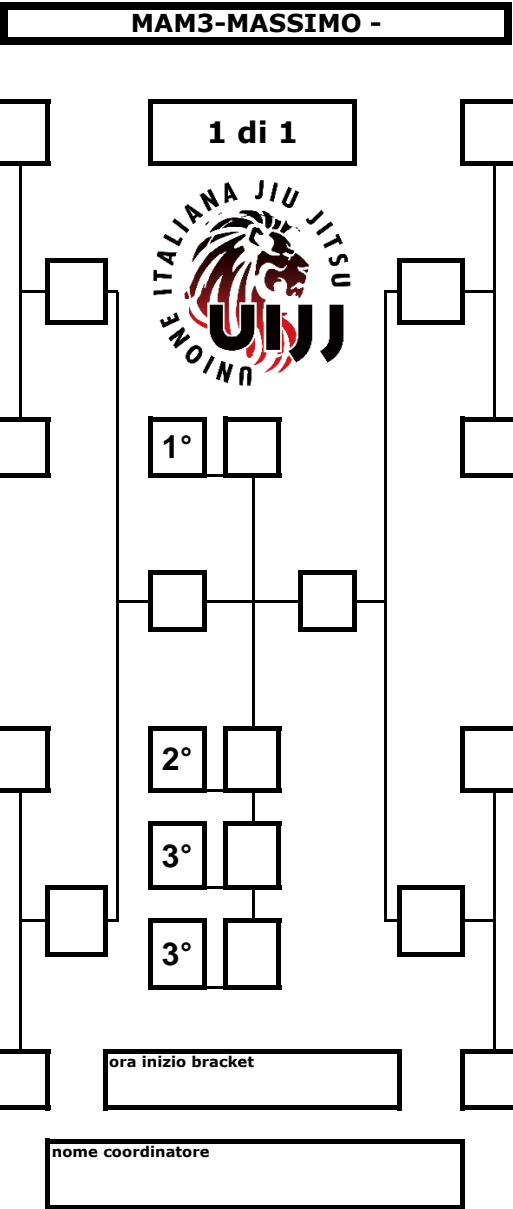 MAM3-MASSIMO -
1 di 1
UNIONE ITALIANA JIU JITSU
UIJJ
1°
2°
3°
3°
ora inizio bracket
nome coordinatore